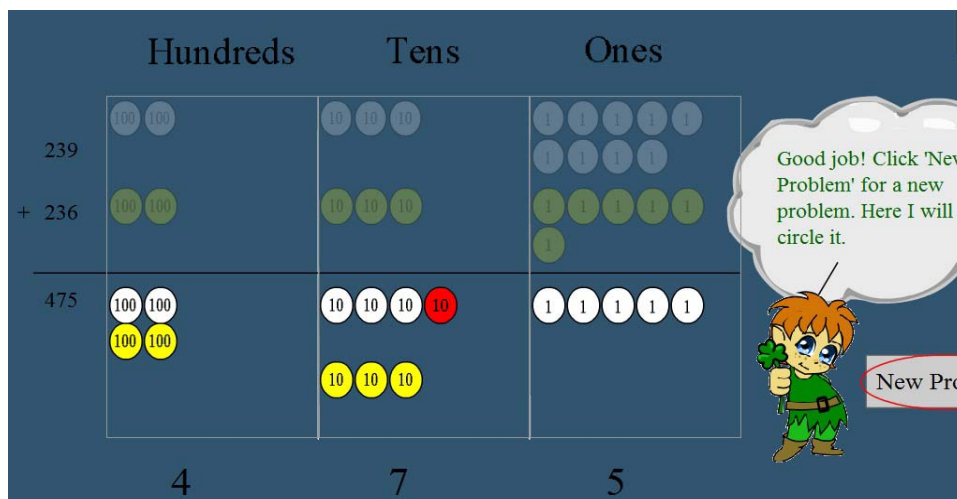 Hundreds Tens Ones
100 100 10 10 10 1 1 1 1 1
239 1 1 1 1
+ 236 100 100 10 10 10 1 1 1 1 1
1
475 100 100 10 10 10 10 1 1 1 1 1
100 100
10 10 10
4 7 5
Good job! Click 'New
Problem' for a new
problem. Here I will
circle it.
New Pro